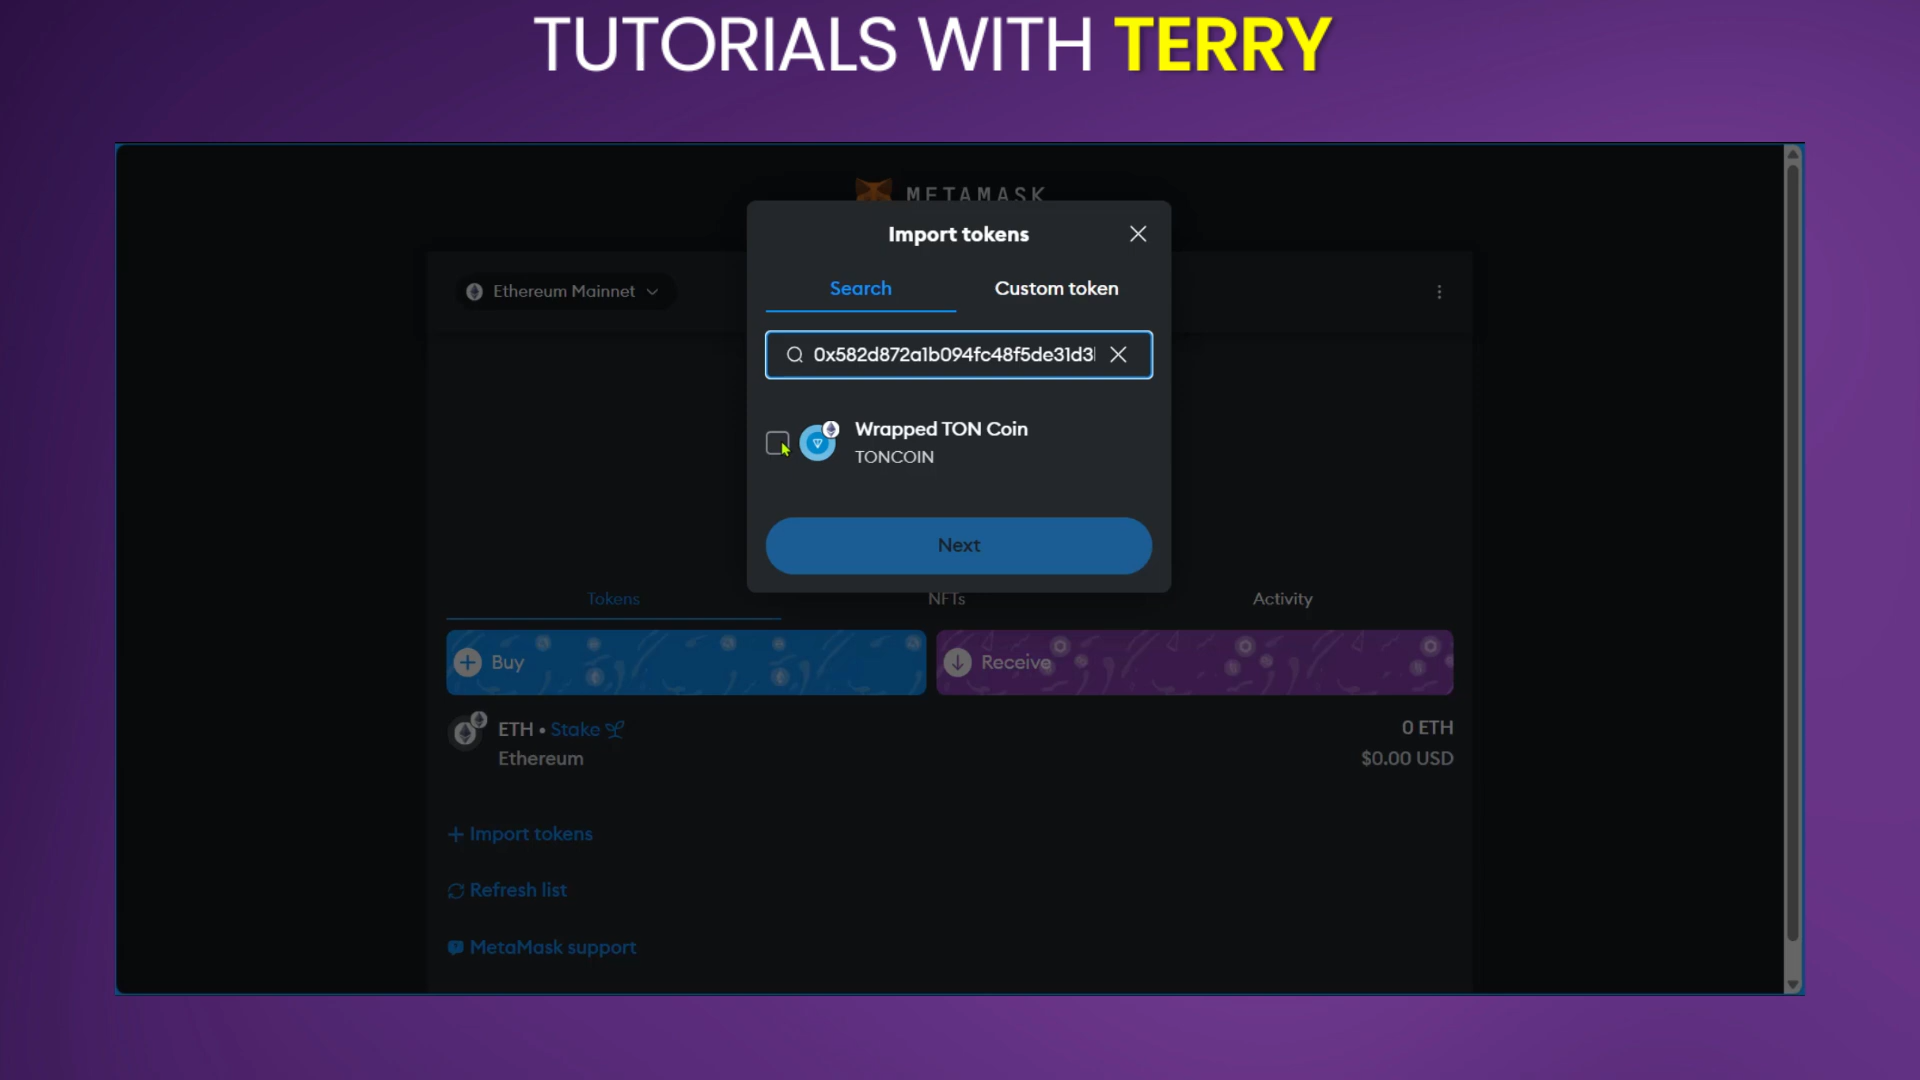 TUTORIALS WITH TERRY
METAMASK
Import tokens
Ethereum Mainnet
Search
Custom token
0x582d872a1b094fc48f5de31d3
Wrapped TON Coin
TONCOIN
Next
Tokens
NFTs
Activity
+ Buy
Receive
ETH • Stake
0 ETH
Ethereum
$0.00 USD
+ Import tokens
Refresh list
MetaMask support